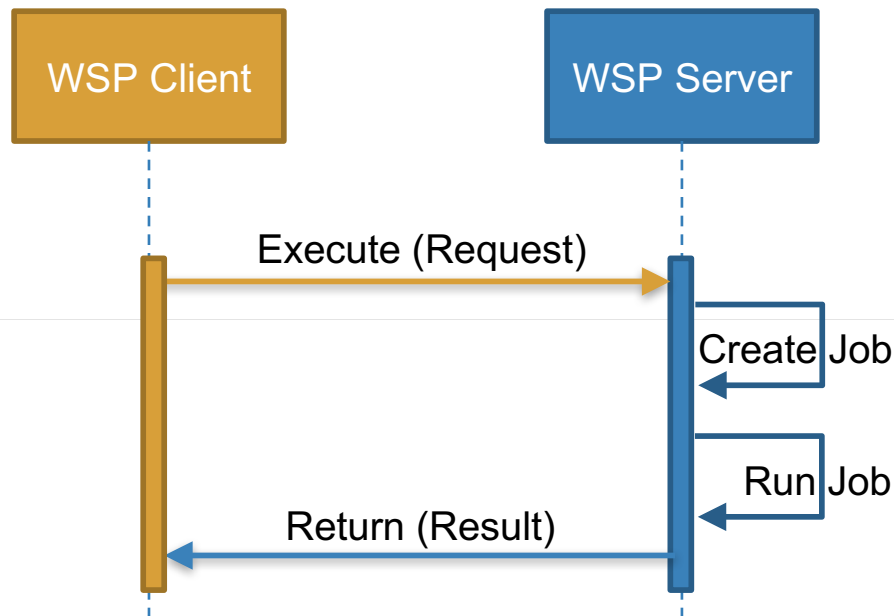 WSP Client
WSP Server
Execute (Request)
Create Job
Run Job
Return (Result)